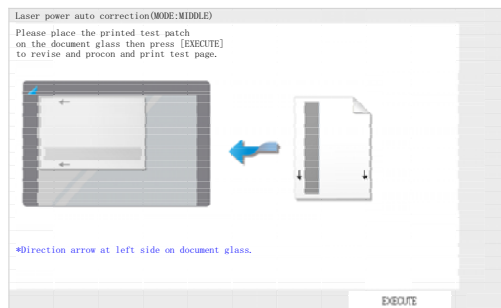 Laser power auto correction(MODE:MIDDLE)
Please place the printed test patch
on the document glass then press [EXECUTE]
to revise and procon and print test page.
*Direction arrow at left side on document glass.
EXECUTE